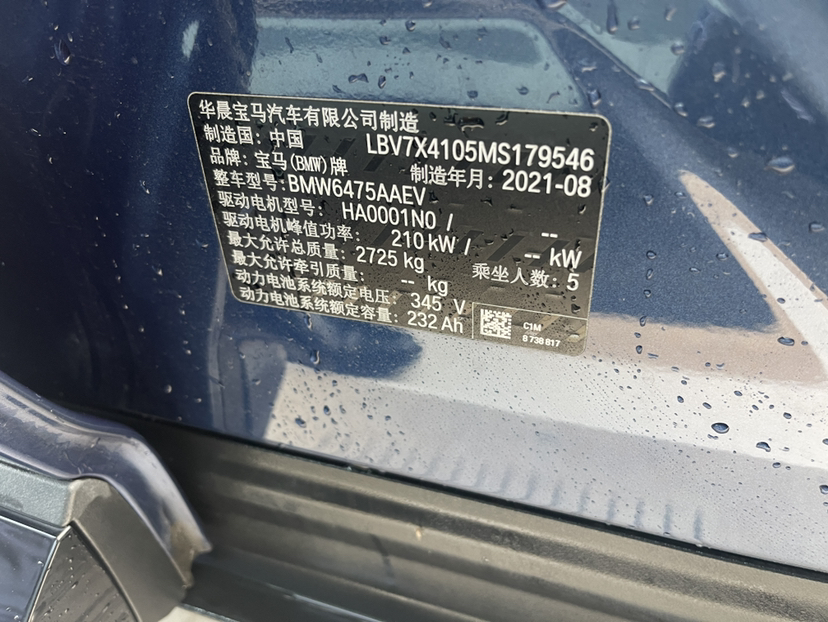 华晨宝马汽车有限公司制造
制造国: 中国 LBV7X4105MS179546
品牌: 宝马(BMW)牌 制造年月: 2021-08
整车型号: BMW6475AAEV
驱动电机型号: HA0001N0 / --
驱动电机峰值功率: 210 kW / -- kW
最大允许总质量: 2725 kg 乘坐人数: 5
最大允许牵引质量: -- kg
动力电池系统额定电压: 345 V
动力电池系统额定容量: 232 Ah
C1M
8 738 817